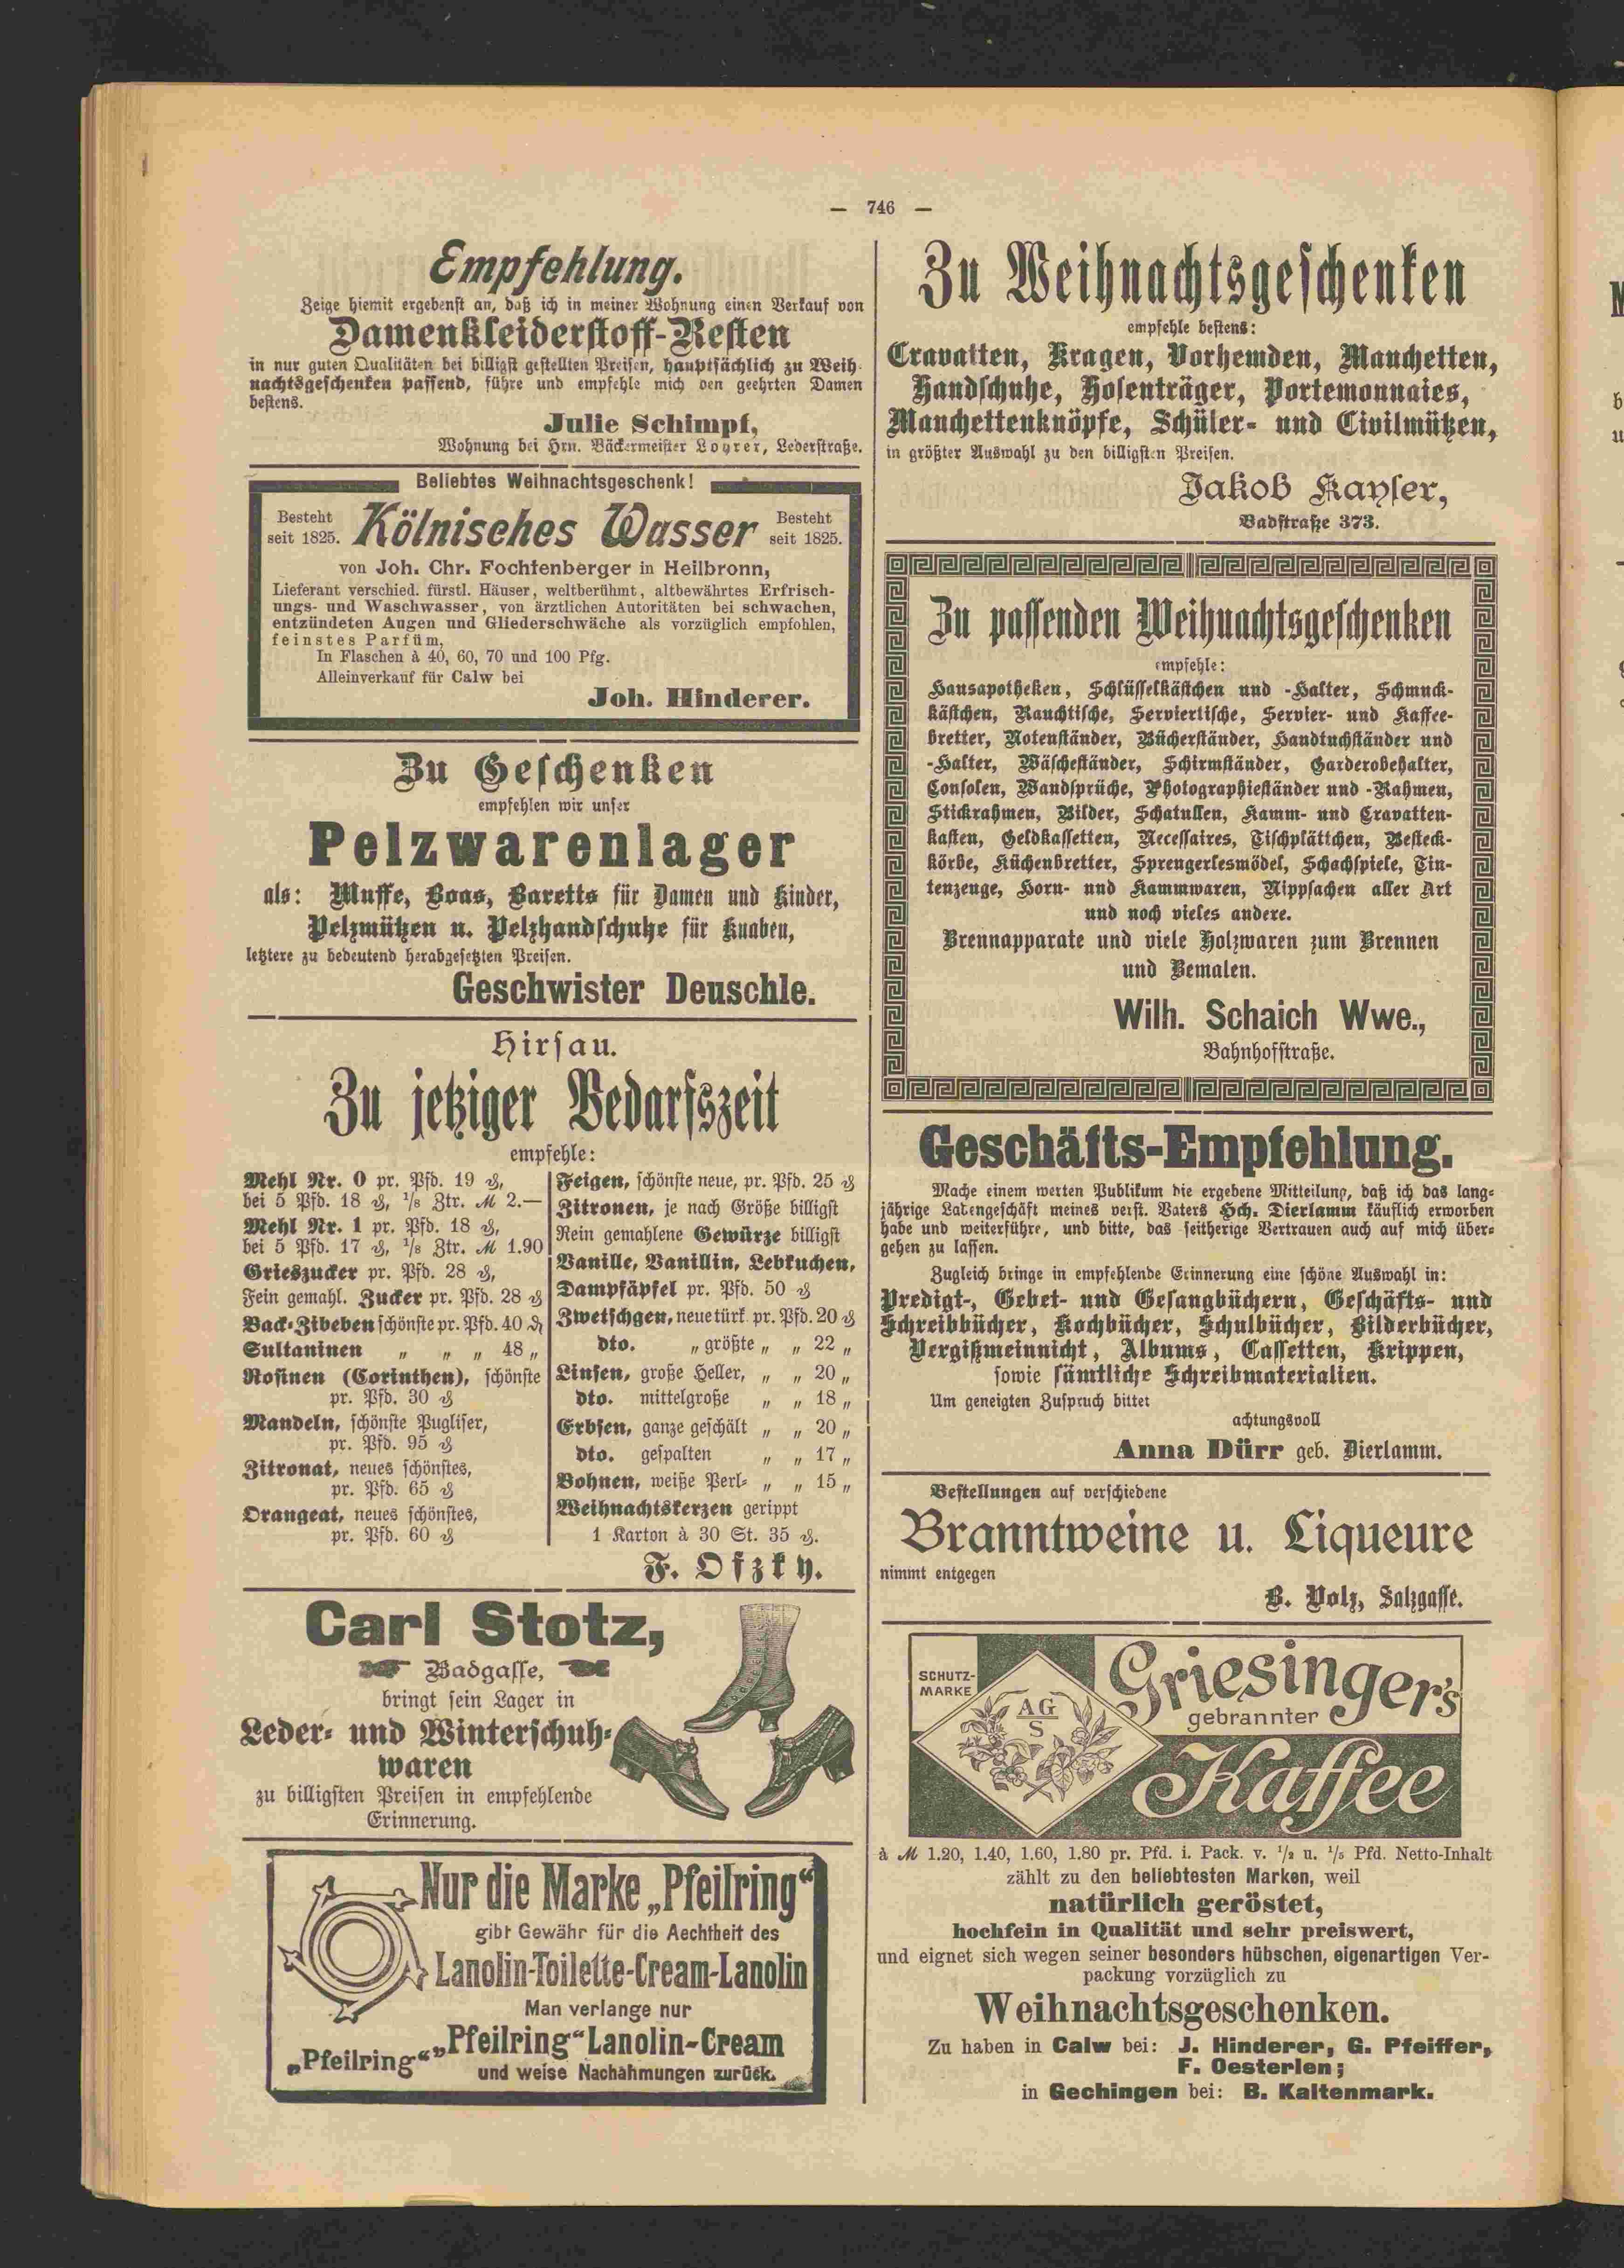 — 746 —
Empfehlung.
Zeige hiemit ergebenst an, daß ich in meiner Wohnung einen Verkauf von
Damenkleiderstoff-Resten
in nur guten Qualitäten bei billigst gestellten Preisen, hauptsächlich zu Weih-
nachtsgeschenken passend, führe und empfehle mich den geehrten Damen
bestens.
Julie Schimpf,
Wohnung bei Hrn. Bäckermeister Loyrer, Lederstraße.
Beliebtes Weihnachtsgeschenk!
Besteht seit 1825. Kölnisches Wasser Besteht seit 1825.
von Joh. Chr. Fochtenberger in Heilbronn,
Lieferant verschied. fürstl. Häuser, weltberühmt, altbewährtes Erfrisch-
ungs- und Waschwasser, von ärztlichen Autoritäten bei schwachen,
entzündeten Augen und Gliederschwäche als vorzüglich empfohlen,
feinstes Parfüm,
In Flaschen à 40, 60, 70 und 100 Pfg.
Alleinverkauf für Calw bei
Joh. Hinderer.
Zu Geschenken
empfehlen wir unser
Pelzwarenlager
als: Muffe, Boas, Baretts für Damen und Kinder,
Pelzmützen u. Pelzhandschuhe für Knaben,
letztere zu bedeutend herabgesetzten Preisen.
Geschwister Deuschle.
Hirsau.
Zu jetziger Bedarfszeit
empfehle:
Mehl Nr. 0 pr. Pfd. 19 ₰,
bei 5 Pfd. 18 ₰, 1/8 Ztr. M 2.—
Mehl Nr. 1 pr. Pfd. 18 ₰,
bei 5 Pfd. 17 ₰, 1/8 Ztr. M 1.90
Grieszucker pr. Pfd. 28 ₰,
Fein gemahl. Zucker pr. Pfd. 28 ₰
Back-Zibeben schönste pr. Pfd. 40 ₰
Sultaninen „ „ „ 48 „
Rosinen (Corinthen), schönste
pr. Pfd. 30 ₰
Mandeln, schönste Pugliser,
pr. Pfd. 95 ₰
Zitronat, neues schönstes,
pr. Pfd. 65 ₰
Orangeat, neues schönstes,
pr. Pfd. 60 ₰
Feigen, schönste neue, pr. Pfd. 25 ₰
Zitronen, je nach Größe billigst
Rein gemahlene Gewürze billigst
Vanille, Vanillin, Lebkuchen,
Dampfäpfel pr. Pfd. 50 ₰
Zwetschgen, neue türk. pr. Pfd. 20 ₰
dto. „ größte „ „ 22 „
Linsen, große Heller, „ „ 20 „
dto. mittelgroße „ „ 18 „
Erbsen, ganze geschält „ „ 20 „
dto. gespalten „ „ 17 „
Bohnen, weiße Perl- „ „ 15 „
Weihnachtskerzen gerippt
1 Karton à 30 St. 35 ₰.
F. Ofzky.
Carl Stotz,
Badgasse,
bringt sein Lager in
Leder- und Winterschuh-
waren
zu billigsten Preisen in empfehlende
Erinnerung.
Nur die Marke „Pfeilring“
gibt Gewähr für die Aechtheit des
Lanolin-Toilette-Cream-Lanolin
Man verlange nur
„Pfeilring“ „Pfeilring“ Lanolin-Cream
und weise Nachahmungen zurück.
Zu Weihnachtsgeschenken
empfehle bestens:
Cravatten, Kragen, Vorhemden, Manchetten,
Handschuhe, Hosenträger, Portemonnaies,
Manchettenknöpfe, Schüler- und Civilmützen,
in größter Auswahl zu den billigsten Preisen.
Jakob Kayser,
Badstraße 373.
Zu passenden Weihnachtsgeschenken
empfehle:
Hausapotheken, Schlüsselkästchen und -Halter, Schmuck-
kästchen, Rauchtische, Serviertische, Servier- und Kaffee-
bretter, Notenständer, Bücherständer, Handtuchständer und
-Halter, Wäscheständer, Schirmständer, Garderobehalter,
Consolen, Wandsprüche, Photographieständer und -Rahmen,
Stickrahmen, Bilder, Schatullen, Kamm- und Cravatten-
kasten, Geldkassetten, Necessaires, Tischplättchen, Besteck-
körbe, Küchenbretter, Sprengerlesmödel, Schachspiele, Tin-
tenzeuge, Horn- und Kammwaren, Nippsachen aller Art
und noch vieles andere.
Brennapparate und viele Holzwaren zum Brennen
und Bemalen.
Wilh. Schaich Wwe.,
Bahnhofstraße.
Geschäfts-Empfehlung.
Mache einem werten Publikum die ergebene Mitteilung, daß ich das lang-
jährige Ladengeschäft meines verst. Vaters Hch. Dierlamm käuflich erworben
habe und weiterführe, und bitte, das seitherige Vertrauen auch auf mich über-
gehen zu lassen.
Zugleich bringe in empfehlende Erinnerung eine schöne Auswahl in:
Predigt-, Gebet- und Gesangbüchern, Geschäfts- und
Schreibbücher, Kochbücher, Schulbücher, Bilderbücher,
Vergißmeinnicht, Albums, Cassetten, Krippen,
sowie sämtliche Schreibmaterialien.
Um geneigten Zuspruch bittet
achtungsvoll
Anna Dürr geb. Dierlamm.
Bestellungen auf verschiedene
Branntweine u. Liqueure
nimmt entgegen
B. Volz, Salzgasse.
SCHUTZ-
MARKE
AG
S
Griesinger's
gebrannter
Kaffee
à M 1.20, 1.40, 1.60, 1.80 pr. Pfd. i. Pack. v. 1/2 u. 1/5 Pfd. Netto-Inhalt
zählt zu den beliebtesten Marken, weil
natürlich geröstet,
hochfein in Qualität und sehr preiswert,
und eignet sich wegen seiner besonders hübschen, eigenartigen Ver-
packung vorzüglich zu
Weihnachtsgeschenken.
Zu haben in Calw bei: J. Hinderer, G. Pfeiffer,
F. Oesterlen;
in Gechingen bei: B. Kaltenmark.